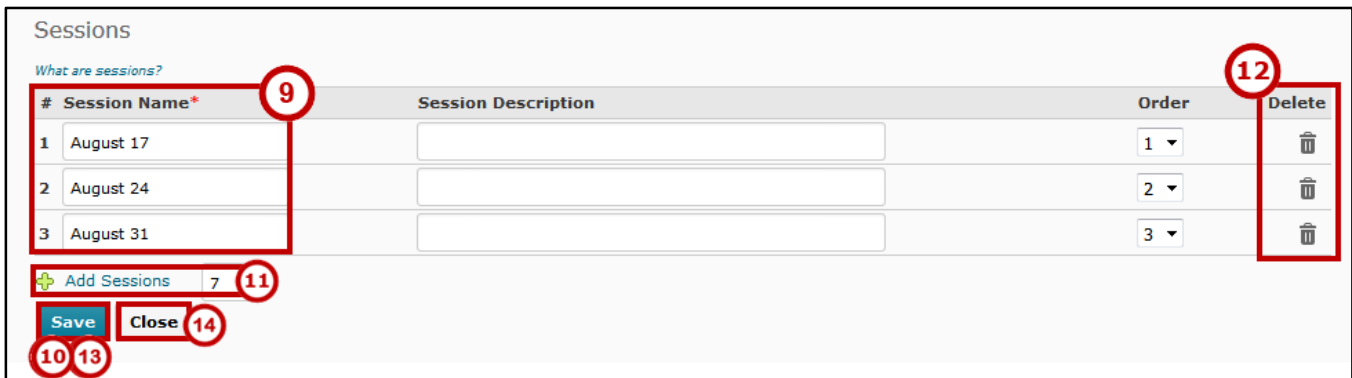 Sessions
What are sessions?
12
9
# Session Name* Session Description Order Delete
1 August 17 1
2 August 24 2
3 August 31 3
Add Sessions 7 11
Save Close 14
10 13